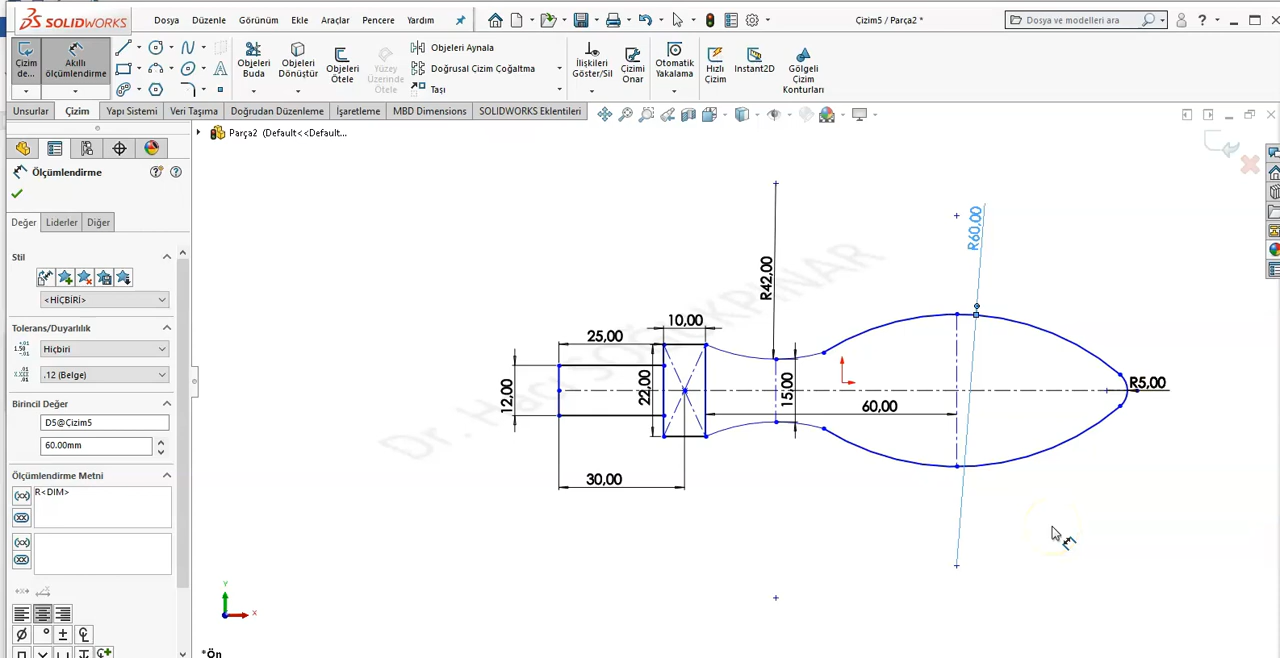 SOLIDWORKS
Dosya Düzenle Görünüm Ekle Araçlar Pencere Yardım
Çizim5 / Parça2 *
Dosya ve modelleri ara
?
Çizim
de...
Akıllı
ölçümlendirme
Objeleri
Buda
Objeleri
Dönüştür
Objeleri
Ötele
Yüzey
Üzerinde
Ötele
Objeleri Aynala
Doğrusal Çizim Çoğaltma
Taşı
İlişkileri
Göster/Sil
Çizimi
Onar
Otomatik
Yakalama
Hızlı
Çizim
Instant2D
Gölgeli
Çizim
Konturları
Unsurlar Çizim Yapı Sistemi Veri Taşıma Doğrudan Düzenleme İşaretleme MBD Dimensions SOLIDWORKS Eklentileri
Parça2 (Default<<Default...
Ölçümlendirme
Değer Liderler Diğer
Stil
<HİÇBİRİ>
Tolerans/Duyarlılık
Hiçbiri
.12 (Belge)
Birincil Değer
D5@Cizim5
60.00mm
Ölçümlendirme Metni
R<DIM>
R60,00
R42,00
10,00
25,00
12,00
22,00
15,00
R5,00
60,00
30,00
Dr. Hacı SOĞUKPINAR
Y
X
*Ön